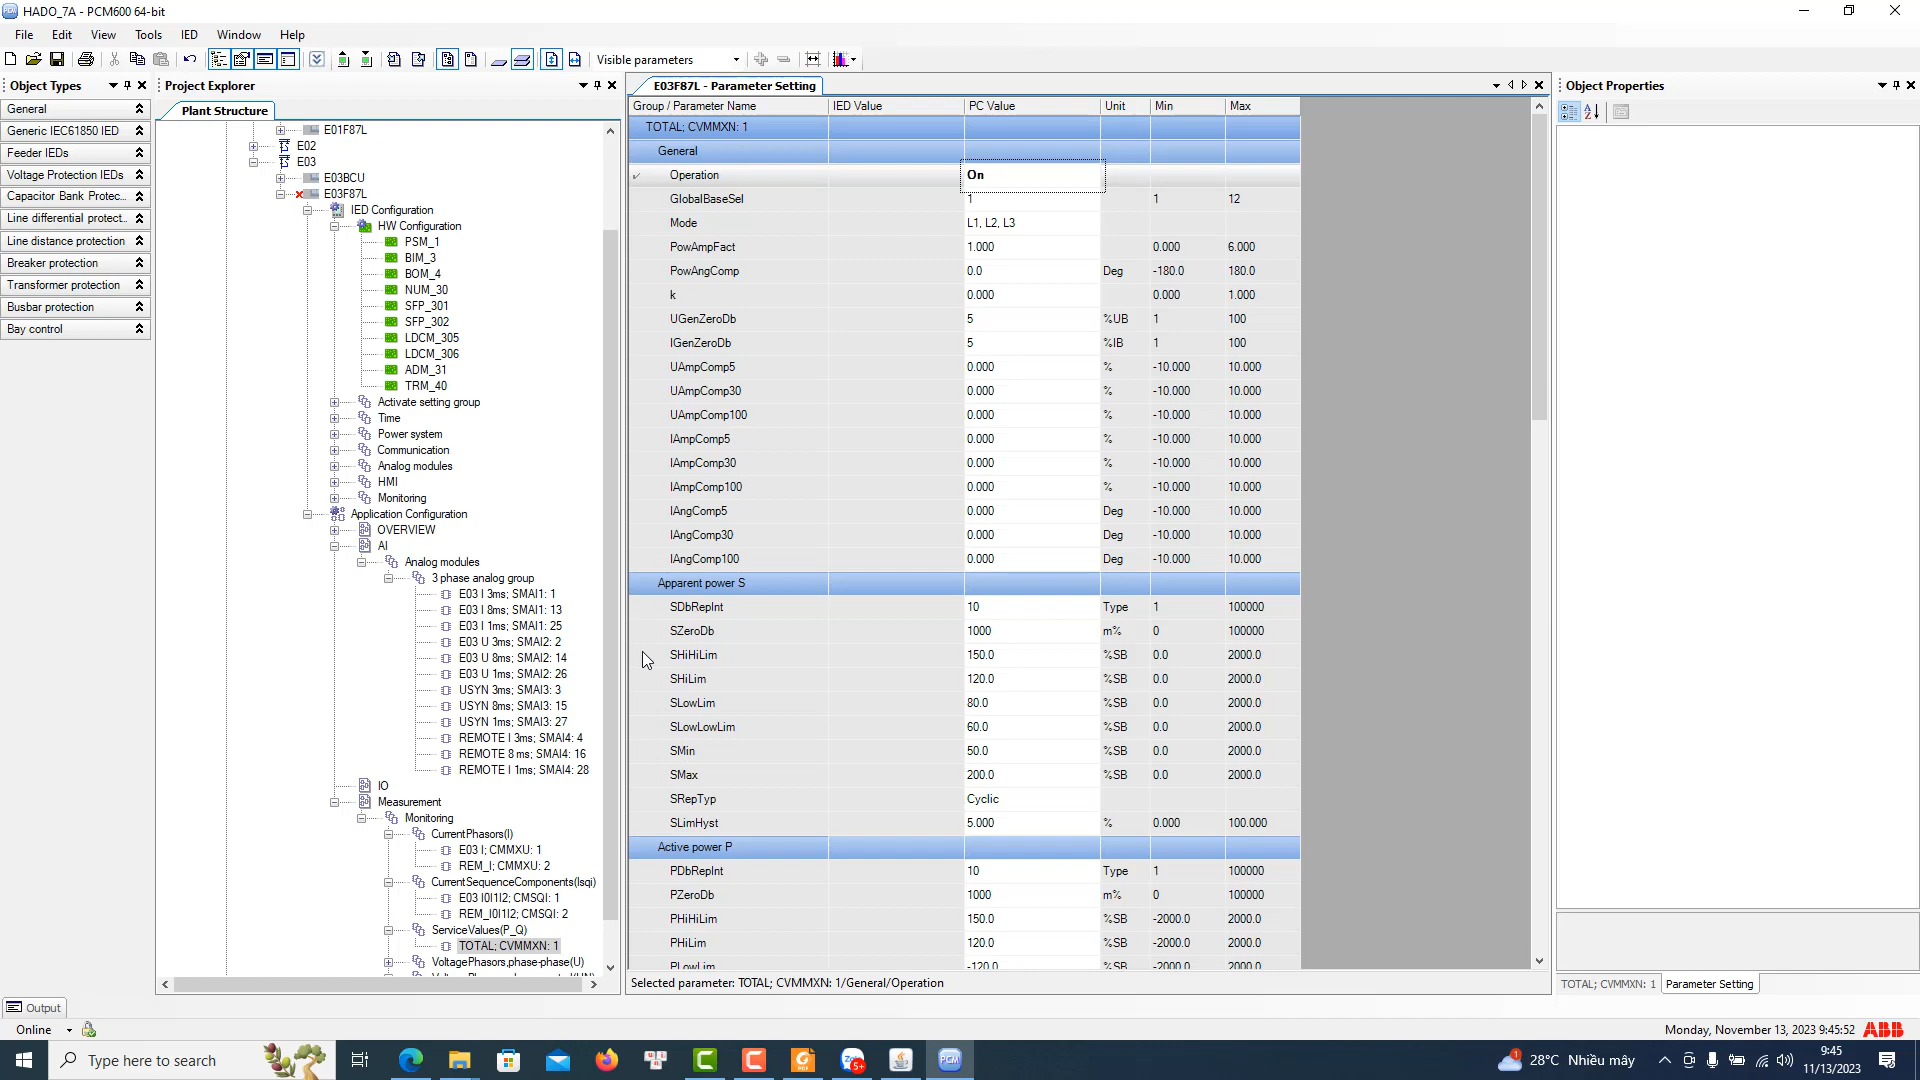 HADO_7A - PCM600 64-bit
File Edit View Tools IED Window Help
Visible parameters
Object Types
General
Generic IEC61850 IED
Feeder IEDs
Voltage Protection IEDs
Capacitor Bank Protec...
Line differential protect...
Line distance protection
Breaker protection
Transformer protection
Busbar protection
Bay control
Project Explorer
Plant Structure
E01F87L
E02
E03
E03BCU
E03F87L
IED Configuration
HW Configuration
PSM_1
BIM_3
BOM_4
NUM_30
SFP_301
SFP_302
LDCM_305
LDCM_306
ADM_31
TRM_40
Activate setting group
Time
Power system
Communication
Analog modules
HMI
Monitoring
Application Configuration
OVERVIEW
AI
Analog modules
3 phase analog group
E03 I 3ms; SMAI1: 1
E03 I 8ms; SMAI1: 13
E03 I 1ms; SMAI1: 25
E03 U 3ms; SMAI2: 2
E03 U 8ms; SMAI2: 14
E03 U 1ms; SMAI2: 26
USYN 3ms; SMAI3: 3
USYN 8ms; SMAI3: 15
USYN 1ms; SMAI3: 27
REMOTE I 3ms; SMAI4: 4
REMOTE 8 ms; SMAI4: 16
REMOTE I 1ms; SMAI4: 28
IO
Measurement
Monitoring
CurrentPhasors(I)
E03 I; CMMXU: 1
REM_I; CMMXU: 2
CurrentSequenceComponents(Isqi)
E03 I0I1I2; CMSQI: 1
REM_I0I1I2; CMSQI: 2
ServiceValues(P_Q)
TOTAL; CVMMXN: 1
VoltagePhasors,phase-phase(U)
E03F87L - Parameter Setting
Group / Parameter Name IED Value PC Value Unit Min Max
TOTAL; CVMMXN: 1
General
Operation On
GlobalBaseSel 1 1 12
Mode L1, L2, L3
PowAmpFact 1.000 0.000 6.000
PowAngComp 0.0 Deg -180.0 180.0
k 0.000 0.000 1.000
UGenZeroDb 5 %UB 1 100
IGenZeroDb 5 %IB 1 100
UAmpComp5 0.000 % -10.000 10.000
UAmpComp30 0.000 % -10.000 10.000
UAmpComp100 0.000 % -10.000 10.000
IAmpComp5 0.000 % -10.000 10.000
IAmpComp30 0.000 % -10.000 10.000
IAmpComp100 0.000 % -10.000 10.000
IAngComp5 0.000 Deg -10.000 10.000
IAngComp30 0.000 Deg -10.000 10.000
IAngComp100 0.000 Deg -10.000 10.000
Apparent power S
SDbRepInt 10 Type 1 100000
SZeroDb 1000 m% 0 100000
SHiHiLim 150.0 %SB 0.0 2000.0
SHiLim 120.0 %SB 0.0 2000.0
SLowLim 80.0 %SB 0.0 2000.0
SLowLowLim 60.0 %SB 0.0 2000.0
SMin 50.0 %SB 0.0 2000.0
SMax 200.0 %SB 0.0 2000.0
SRepTyp Cyclic
SLimHyst 5.000 % 0.000 100.000
Active power P
PDbRepInt 10 Type 1 100000
PZeroDb 1000 m% 0 100000
PHiHiLim 150.0 %SB -2000.0 2000.0
PHiLim 120.0 %SB -2000.0 2000.0
PLowLim -120.0 %SB -2000.0 2000.0
Selected parameter: TOTAL; CVMMXN: 1/General/Operation
Object Properties
TOTAL; CVMMXN: 1 Parameter Setting
Output
Online
Monday, November 13, 2023 9:45:52 ABB
Type here to search
28°C Nhiều mây
9:45
11/13/2023